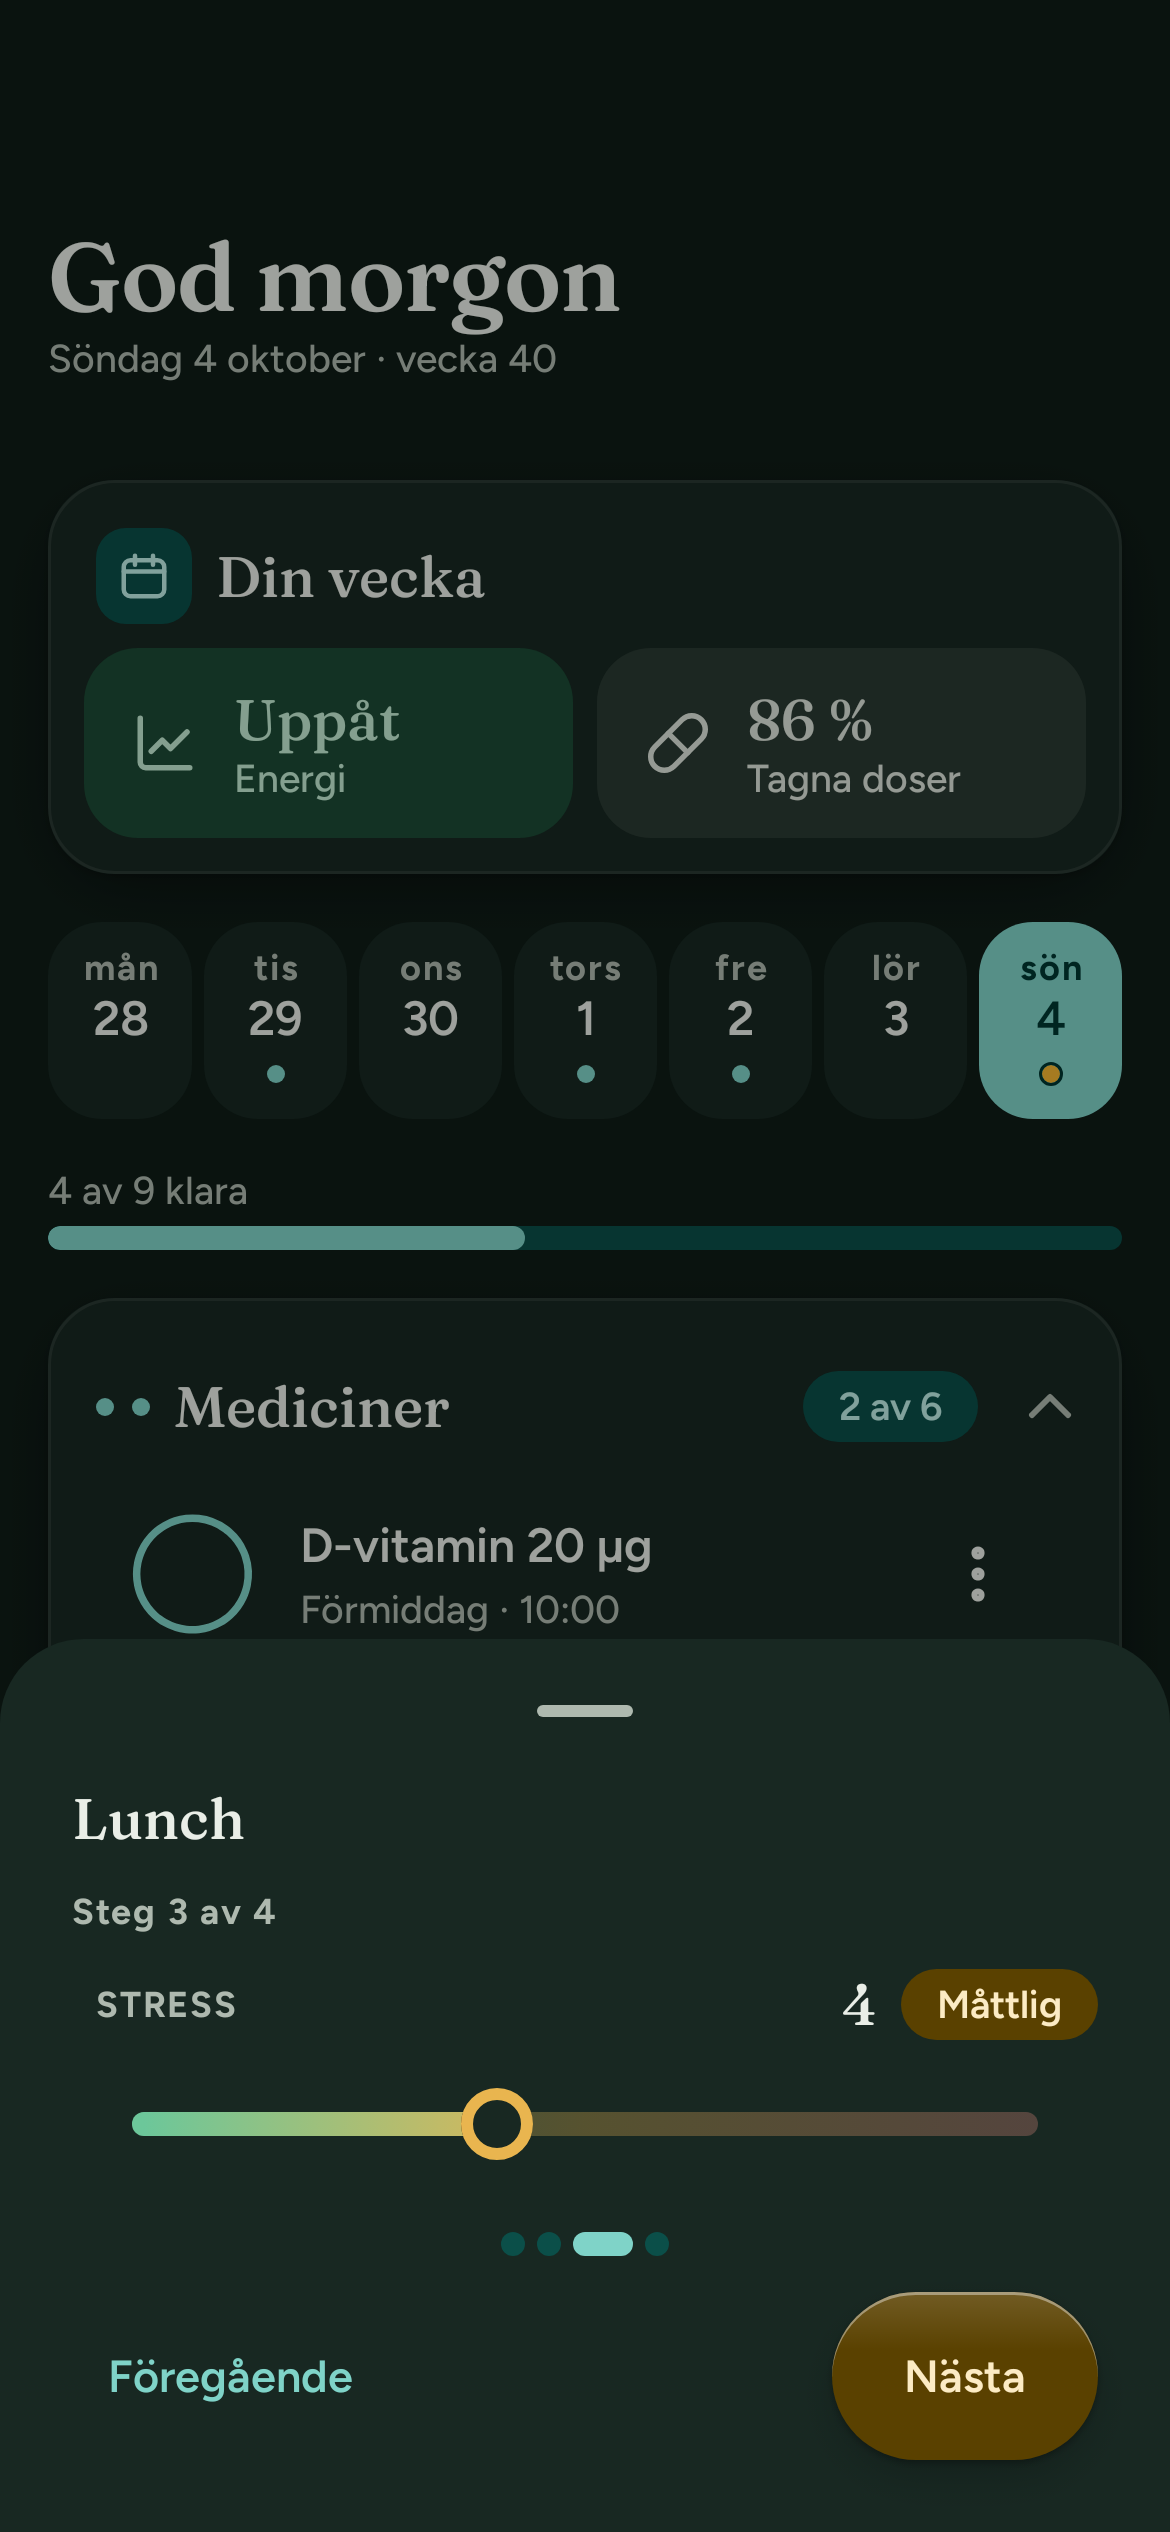 God morgon
Söndag 4 oktober · vecka 40
Din vecka
Uppåt
Energi
86 %
Tagna doser
mån tis ons tors fre lör sön
28 29 30 1 2 3 4
4 av 9 klara
Mediciner 2 av 6
D-vitamin 20 µg
Förmiddag · 10:00
Lunch
Steg 3 av 4
STRESS 4 Måttlig
Föregående Nästa